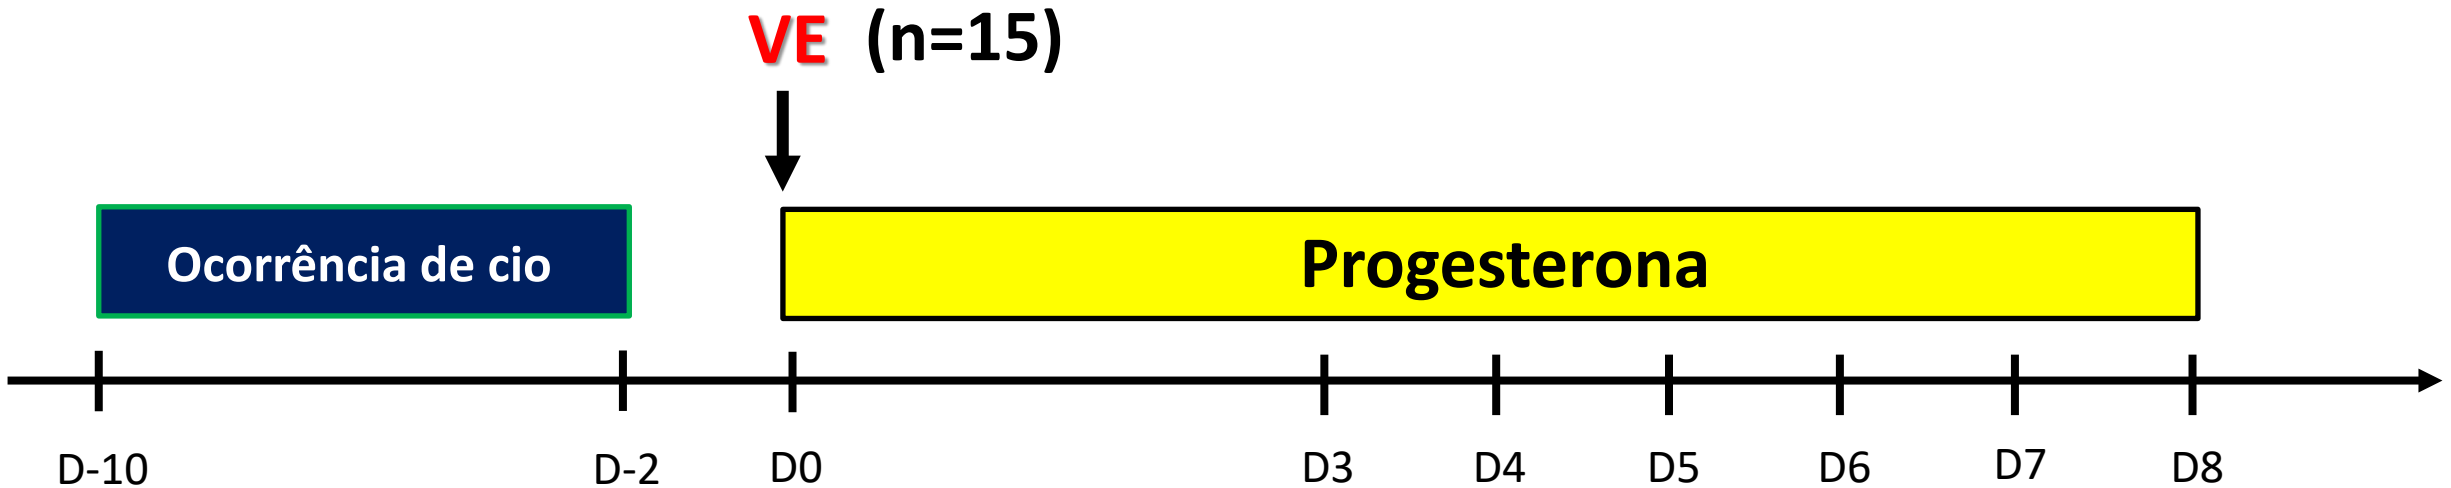 VE (n=15)
Ocorrência de cio
Progesterona
D-10 D-2 D0 D3 D4 D5 D6 D7 D8